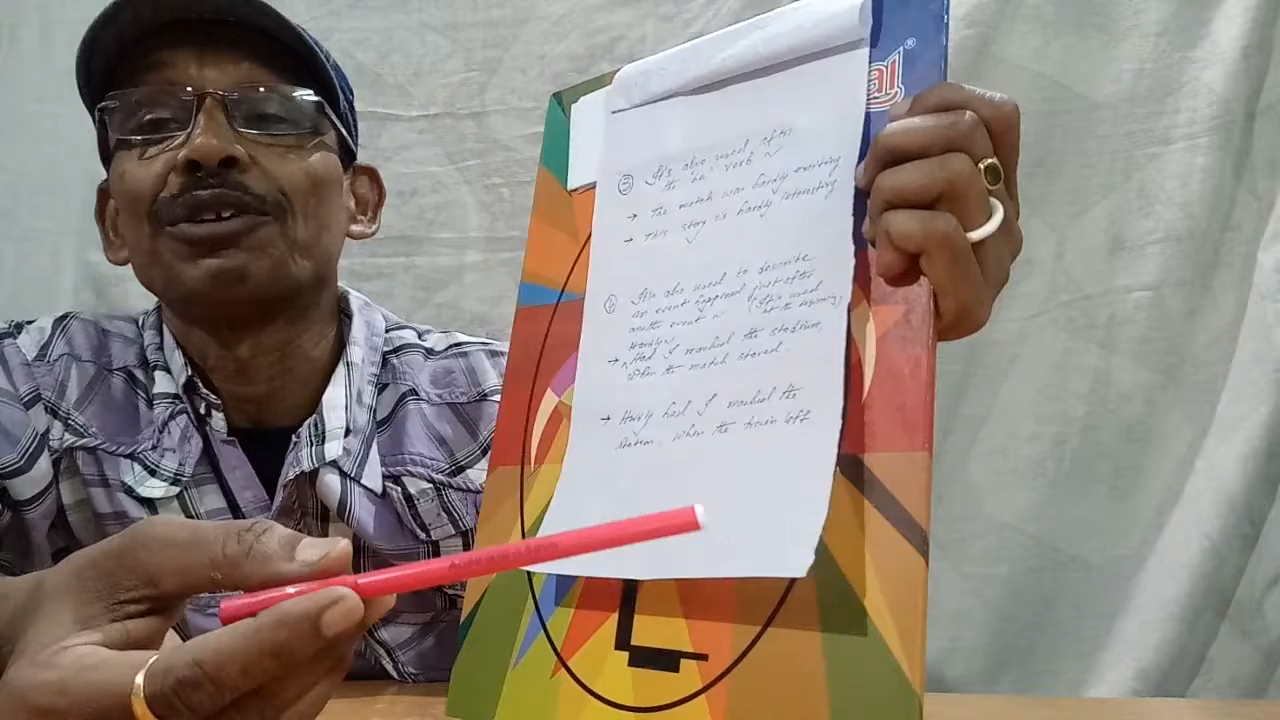 ③ It's also used after
the 'be' verb ~
→ The match was hardly exciting
→ This story is hardly interesting
④ It's also used to describe
an event happened just after
another event ~ (It's used
at the beginning)
Hardly
→ Had I reached the stadium,
When the match started.
→ Hardly had I reached the
station, when the train left
al®